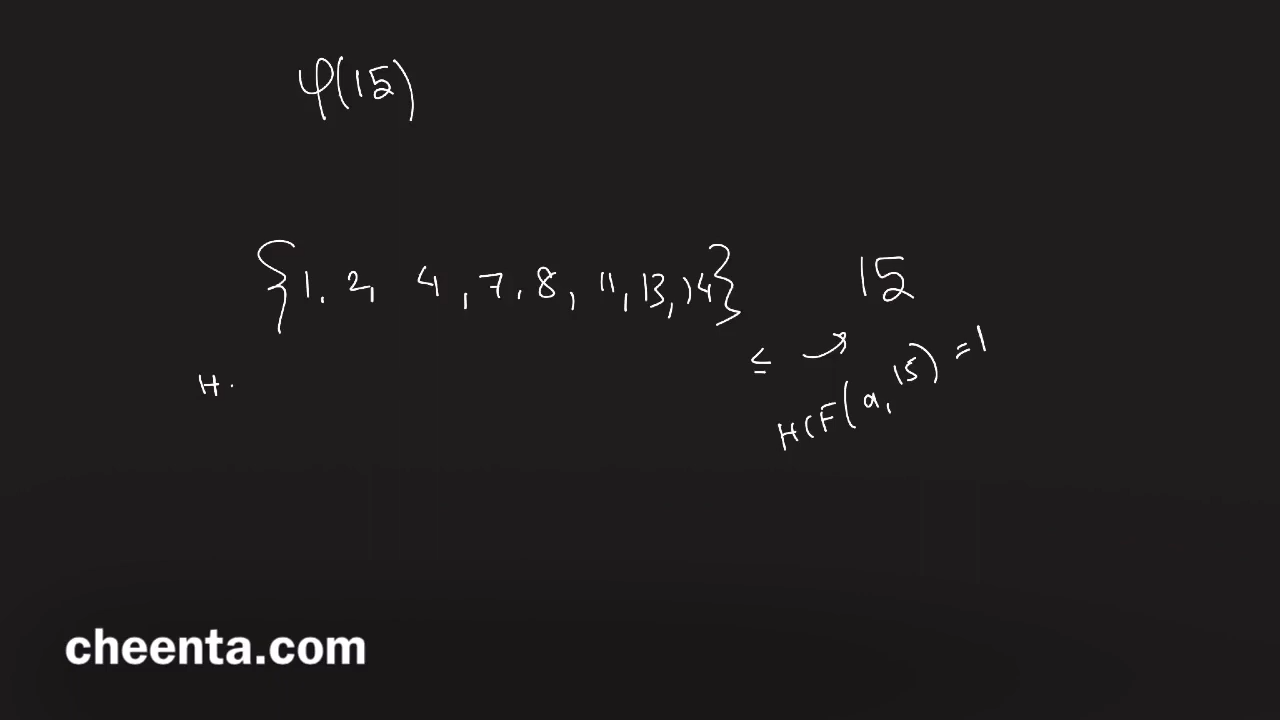 φ(15)
{1, 2, 4, 7, 8, 11, 13, 14} 15
≤
HCF(a, 15) = 1
H.
cheenta.com